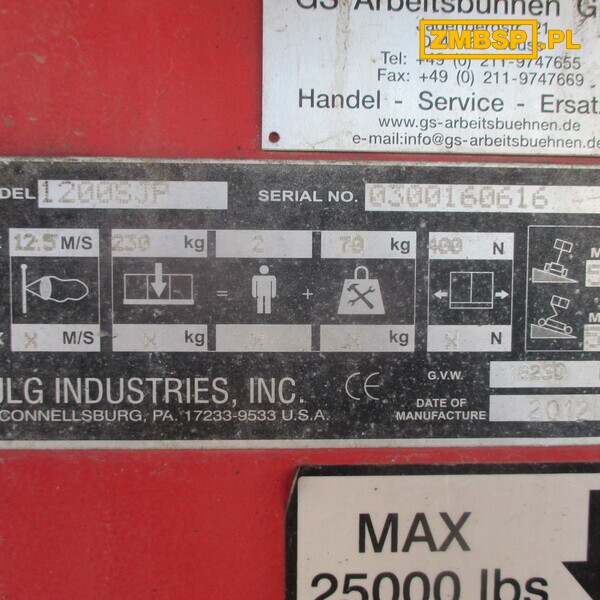 GS Arbeitsbühnen G
ZMBSP.PL
Tel: +49 (0) 211-9747655
Fax: +49 (0) 211-9747669
Handel - Service - Ersat
www.gs-arbeitsbuehnen.de
e-mail:info@gs-arbeitsbuehnen.de
DEL 1200SJP SERIAL NO. 0300160616
X 12.5 M/S 230 kg 2 70 kg 400 N
= +
X X M/S X kg X X kg X N
JLG INDUSTRIES, INC. CE
CONNELLSBURG, PA. 17233-9533 U.S.A.
G.V.W.
DATE OF MANUFACTURE 2012
MAX
25000 lbs